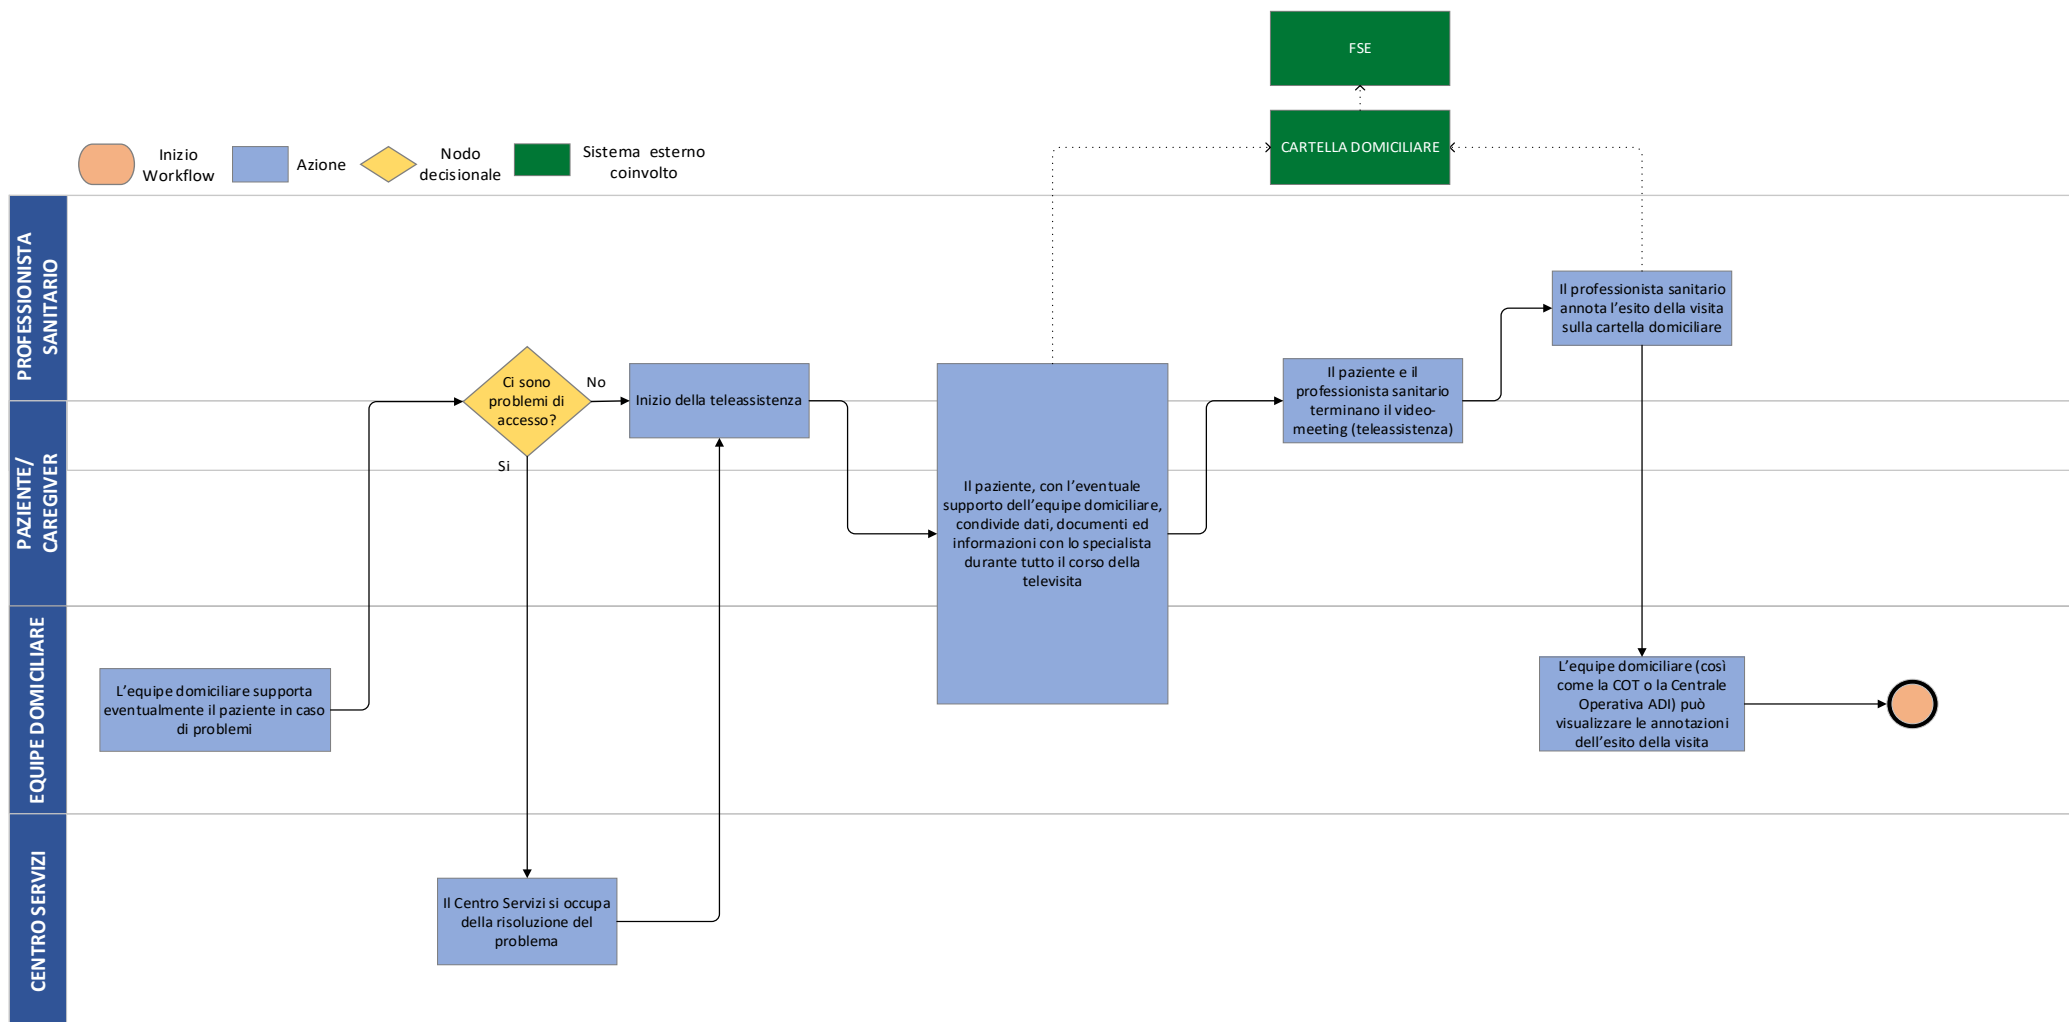 FSE
CARTELLA DOMICILIARE
Inizio
Workflow
Azione
Nodo
decisionale
Sistema esterno
coinvolto
PROFESSIONISTA
SANITARIO
Il professionista sanitario
annota l'esito della visita
sulla cartella domiciliare
Ci sono
problemi di
accesso?
No
Si
Inizio della teleassistenza
Il paziente e il
professionista sanitario
terminano il video-
meeting (teleassistenza)
PAZIENTE/
CAREGIVER
Il paziente, con l'eventuale
supporto dell'equipe domiciliare,
condivide dati, documenti ed
informazioni con lo specialista
durante tutto il corso della
televisita
EQUIPE DOMICILIARE
L'equipe domiciliare supporta
eventualmente il paziente in caso
di problemi
L'equipe domiciliare (così
come la COT o la Centrale
Operativa ADI) può
visualizzare le annotazioni
dell'esito della visita
CENTRO SERVIZI
Il Centro Servizi si occupa
della risoluzione del
problema